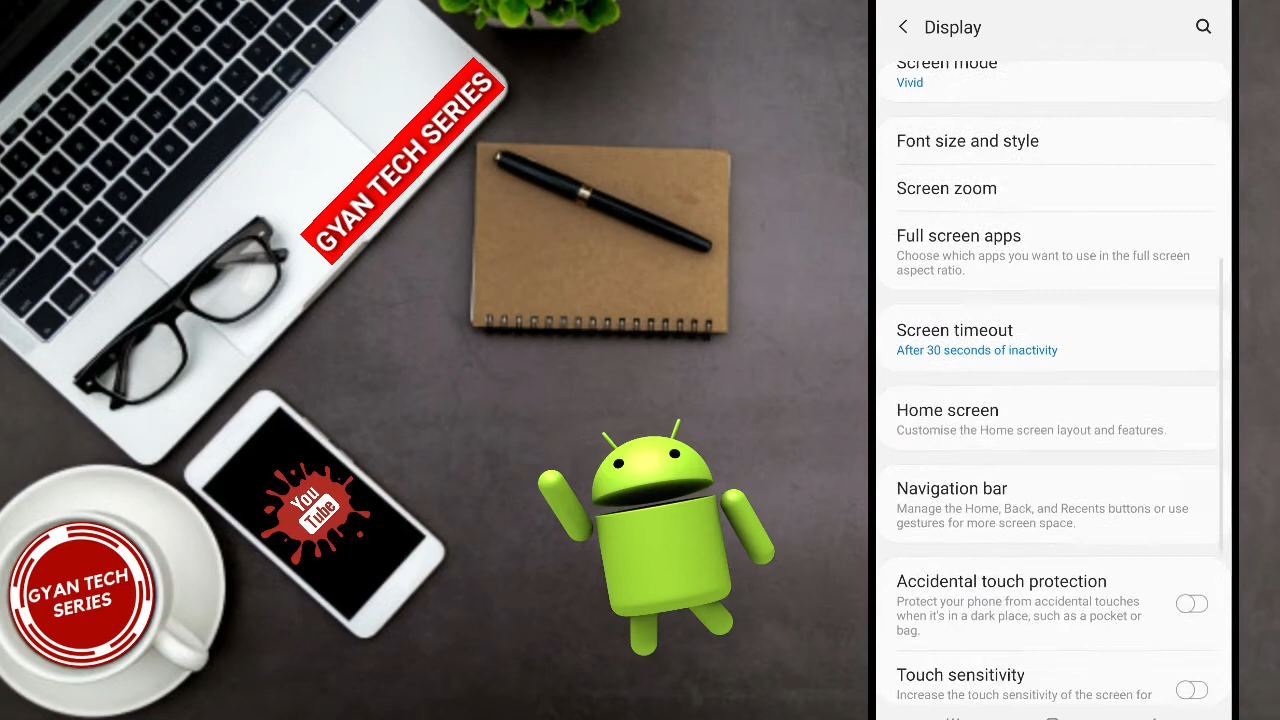 GYAN TECH SERIES
You
Tube
GYAN TECH
SERIES
Display
Screen mode
Vivid
Font size and style
Screen zoom
Full screen apps
Choose which apps you want to use in the full screen
aspect ratio.
Screen timeout
After 30 seconds of inactivity
Home screen
Customise the Home screen layout and features.
Navigation bar
Manage the Home, Back, and Recents buttons or use
gestures for more screen space.
Accidental touch protection
Protect your phone from accidental touches
when it's in a dark place, such as a pocket or
bag.
Touch sensitivity
Increase the touch sensitivity of the screen for